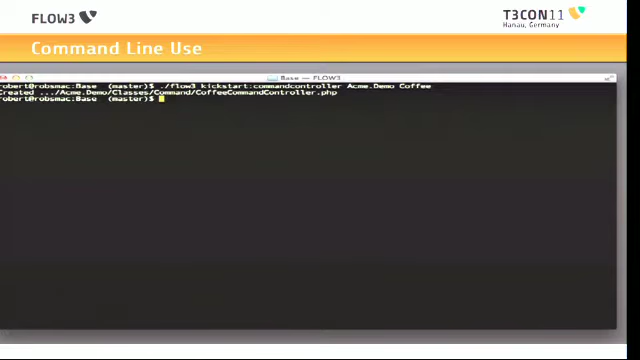 FLOW3
T3CON11
Hanau, Germany
Command Line Use
Base — FLOW3
robert@robsmac:Base (master)$ ./flow3 kickstart:commandcontroller Acme.Demo Coffee
Created .../Acme.Demo/Classes/Command/CoffeeCommandController.php
robert@robsmac:Base (master)$